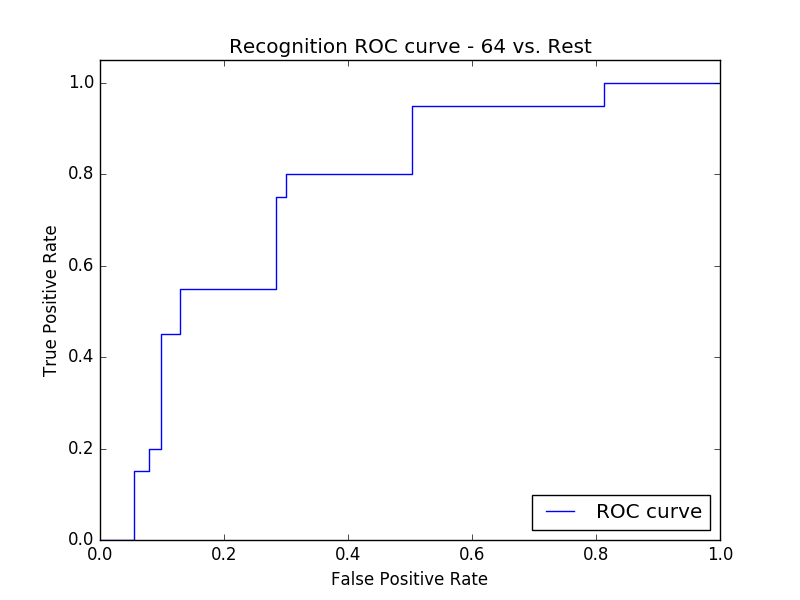 Recognition ROC curve - 64 vs. Rest
1.0
0.8
0.6
0.4
0.2
0.0
True Positive Rate
ROC curve
0.0 0.2 0.4 0.6 0.8 1.0
False Positive Rate